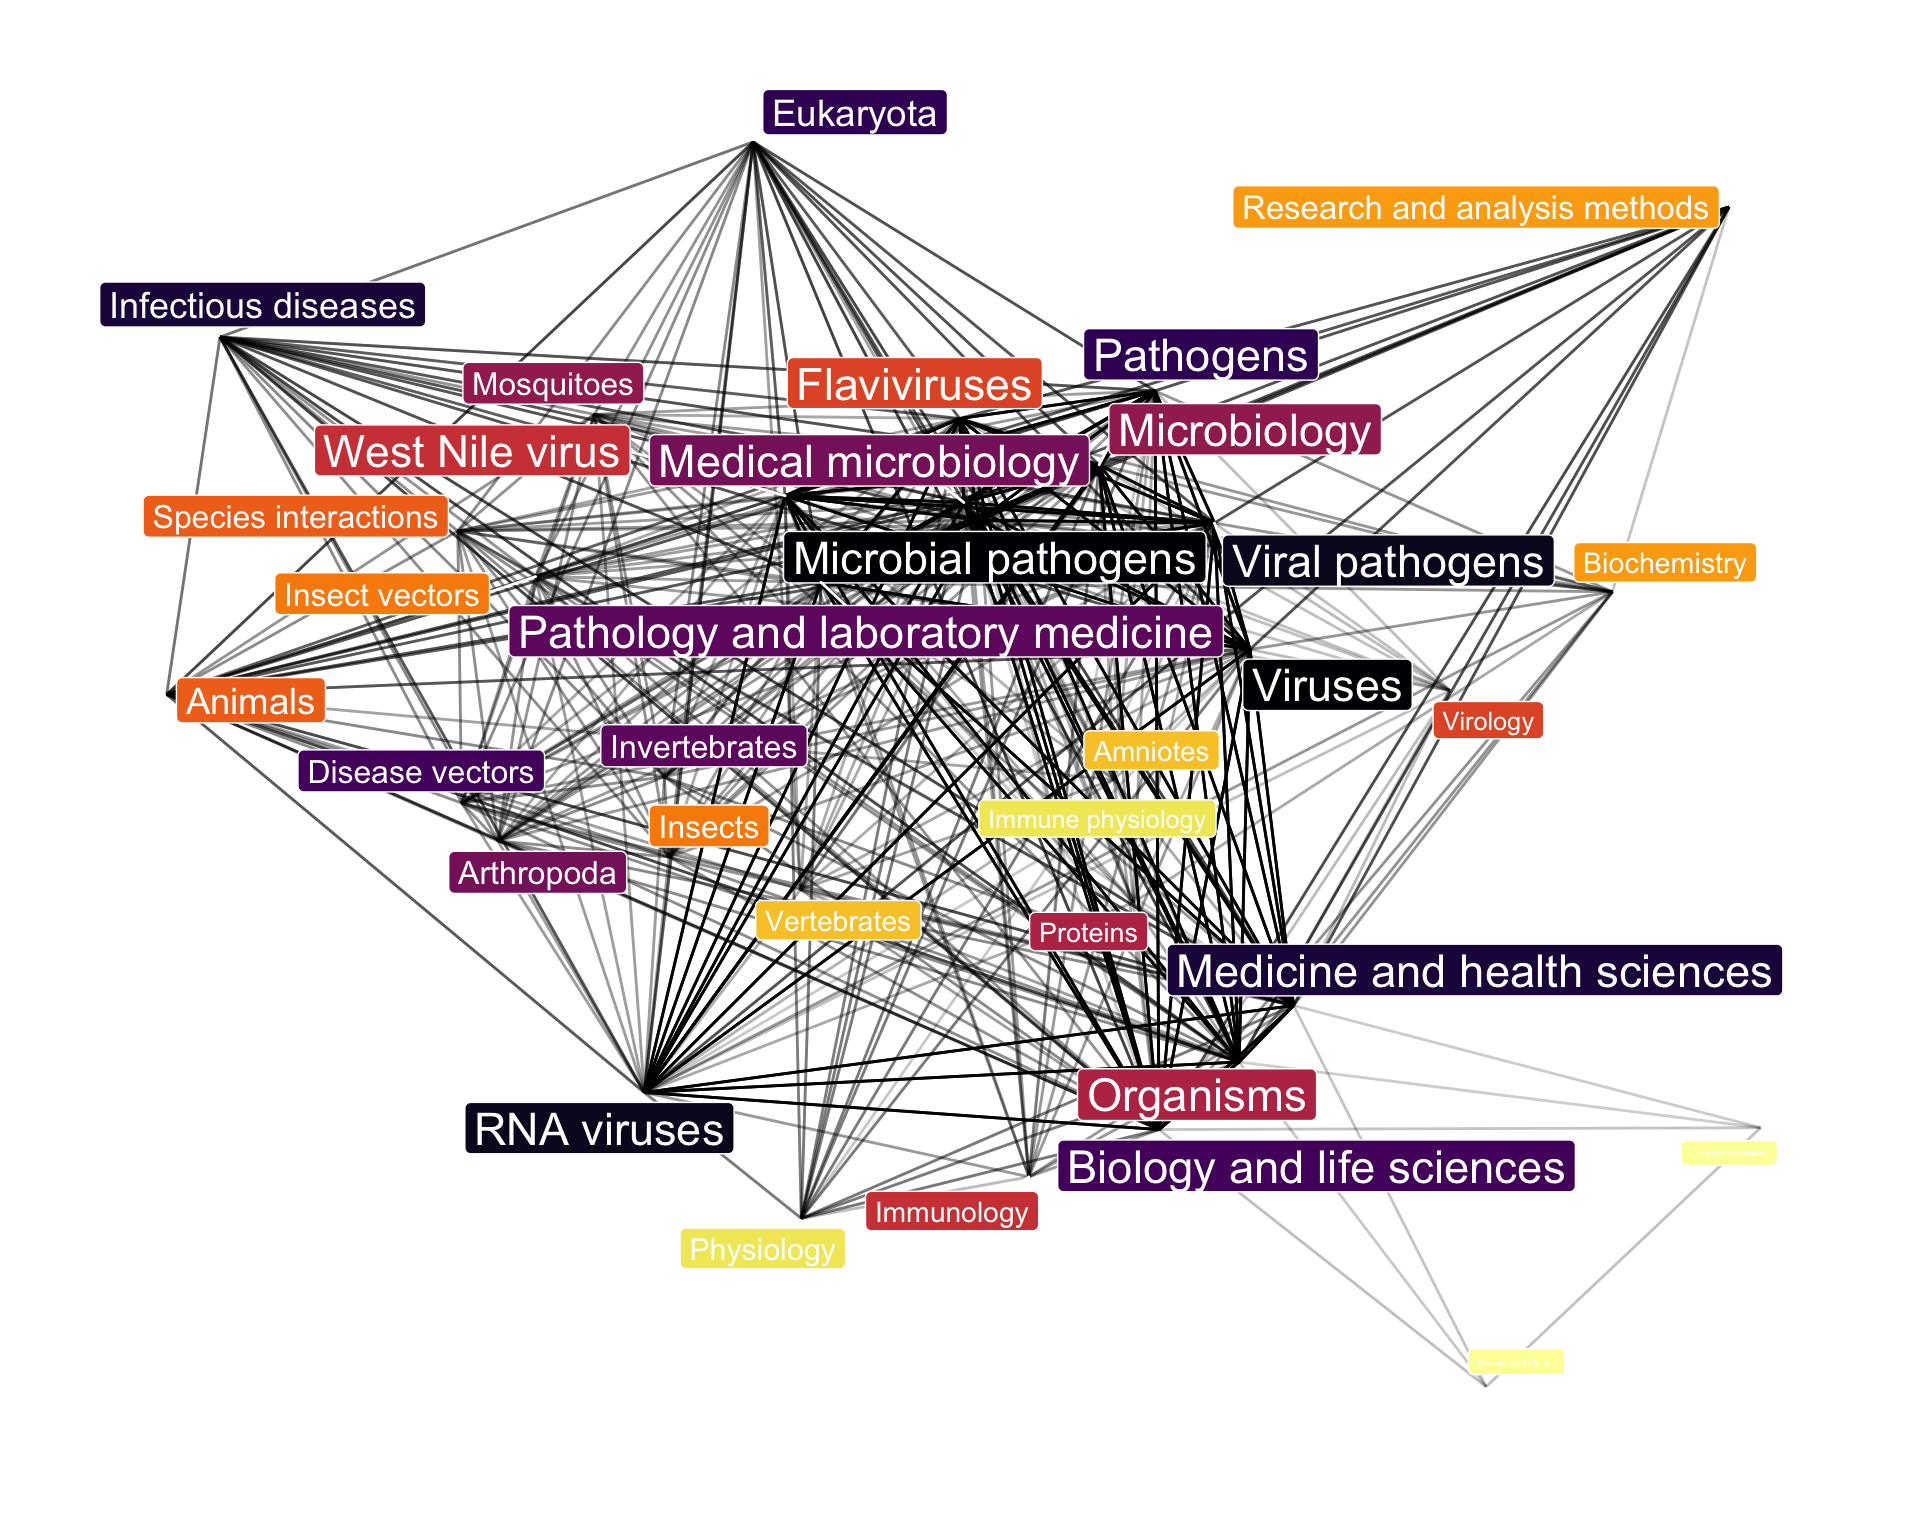 Eukaryota
Research and analysis methods
Infectious diseases
Pathogens
Mosquitoes
Flaviviruses
Microbiology
West Nile virus
Medical microbiology
Species interactions
Microbial pathogens
Viral pathogens
Biochemistry
Insect vectors
Pathology and laboratory medicine
Viruses
Animals
Virology
Invertebrates
Amniotes
Disease vectors
Immune physiology
Insects
Arthropoda
Vertebrates
Proteins
Medicine and health sciences
Organisms
RNA viruses
Biology and life sciences
Immunology
Physiology